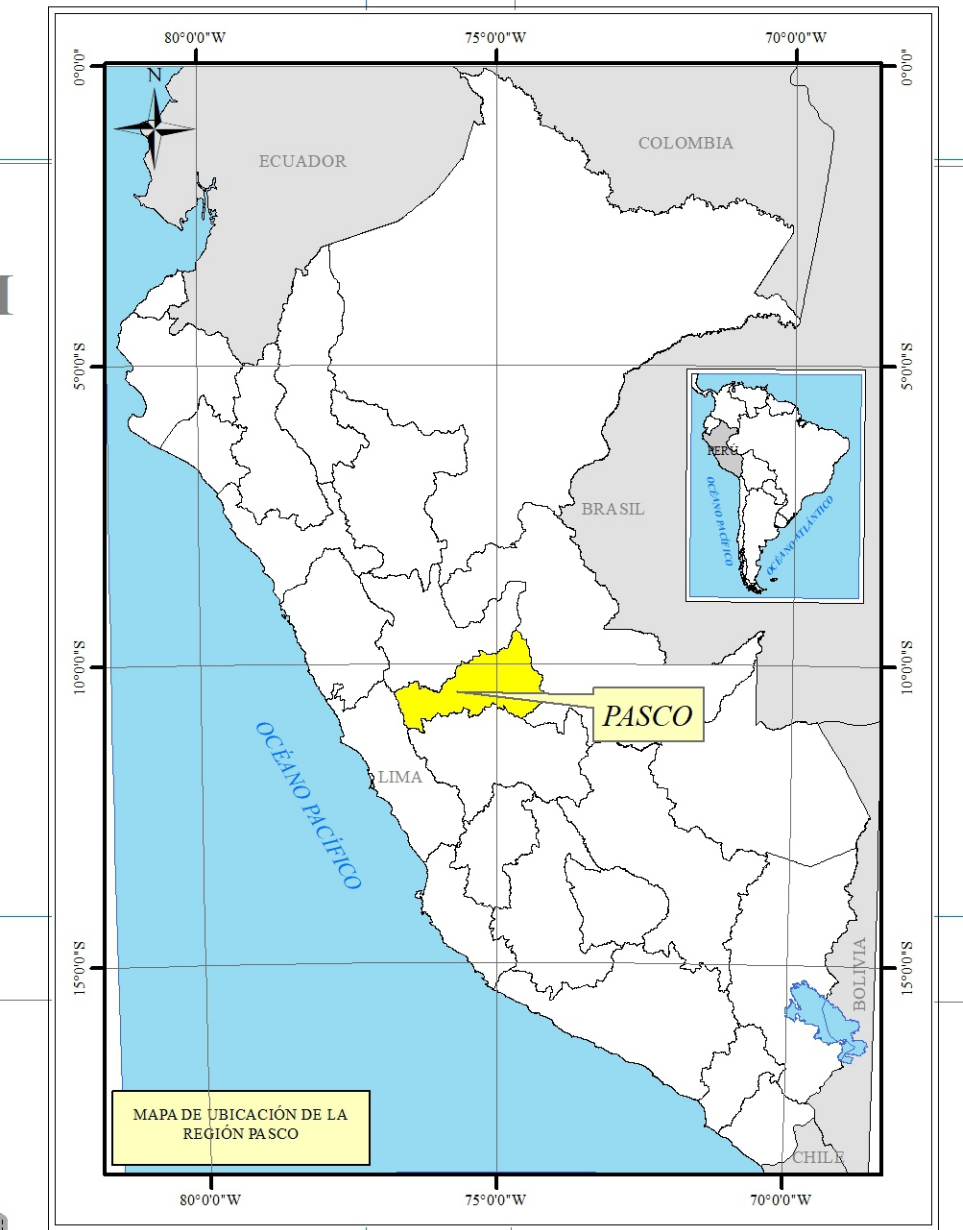 80°0'0"W 75°0'0"W 70°0'0"W
0°0'0" 0°0'0"
N
COLOMBIA
ECUADOR
5°0'0"S 5°0'0"S
PERÚ
OCÉANO PACÍFICO
OCÉANO ATLÁNTICO
BRASIL
10°0'0"S 10°0'0"S
PASCO
OCÉANO PACÍFICO
LIMA
15°0'0"S 15°0'0"S
BOLIVIA
MAPA DE UBICACIÓN DE LA
REGIÓN PASCO
CHILE
80°0'0"W 75°0'0"W 70°0'0"W